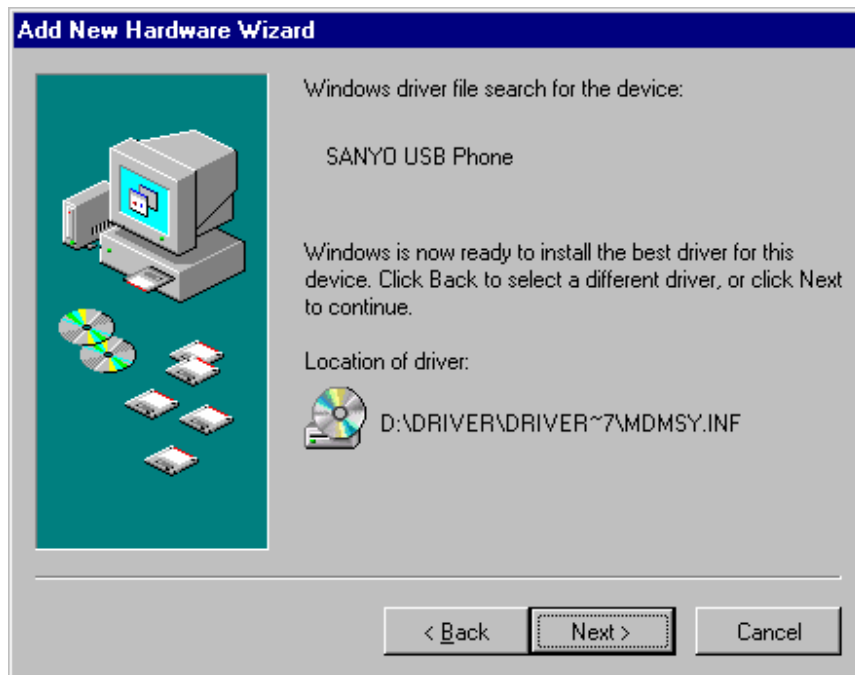 Add New Hardware Wizard
Windows driver file search for the device:
SANYO USB Phone
Windows is now ready to install the best driver for this
device. Click Back to select a different driver, or click Next
to continue.
Location of driver:
D:\DRIVER\DRIVER~7\MDMSY.INF
< Back
Next >
Cancel